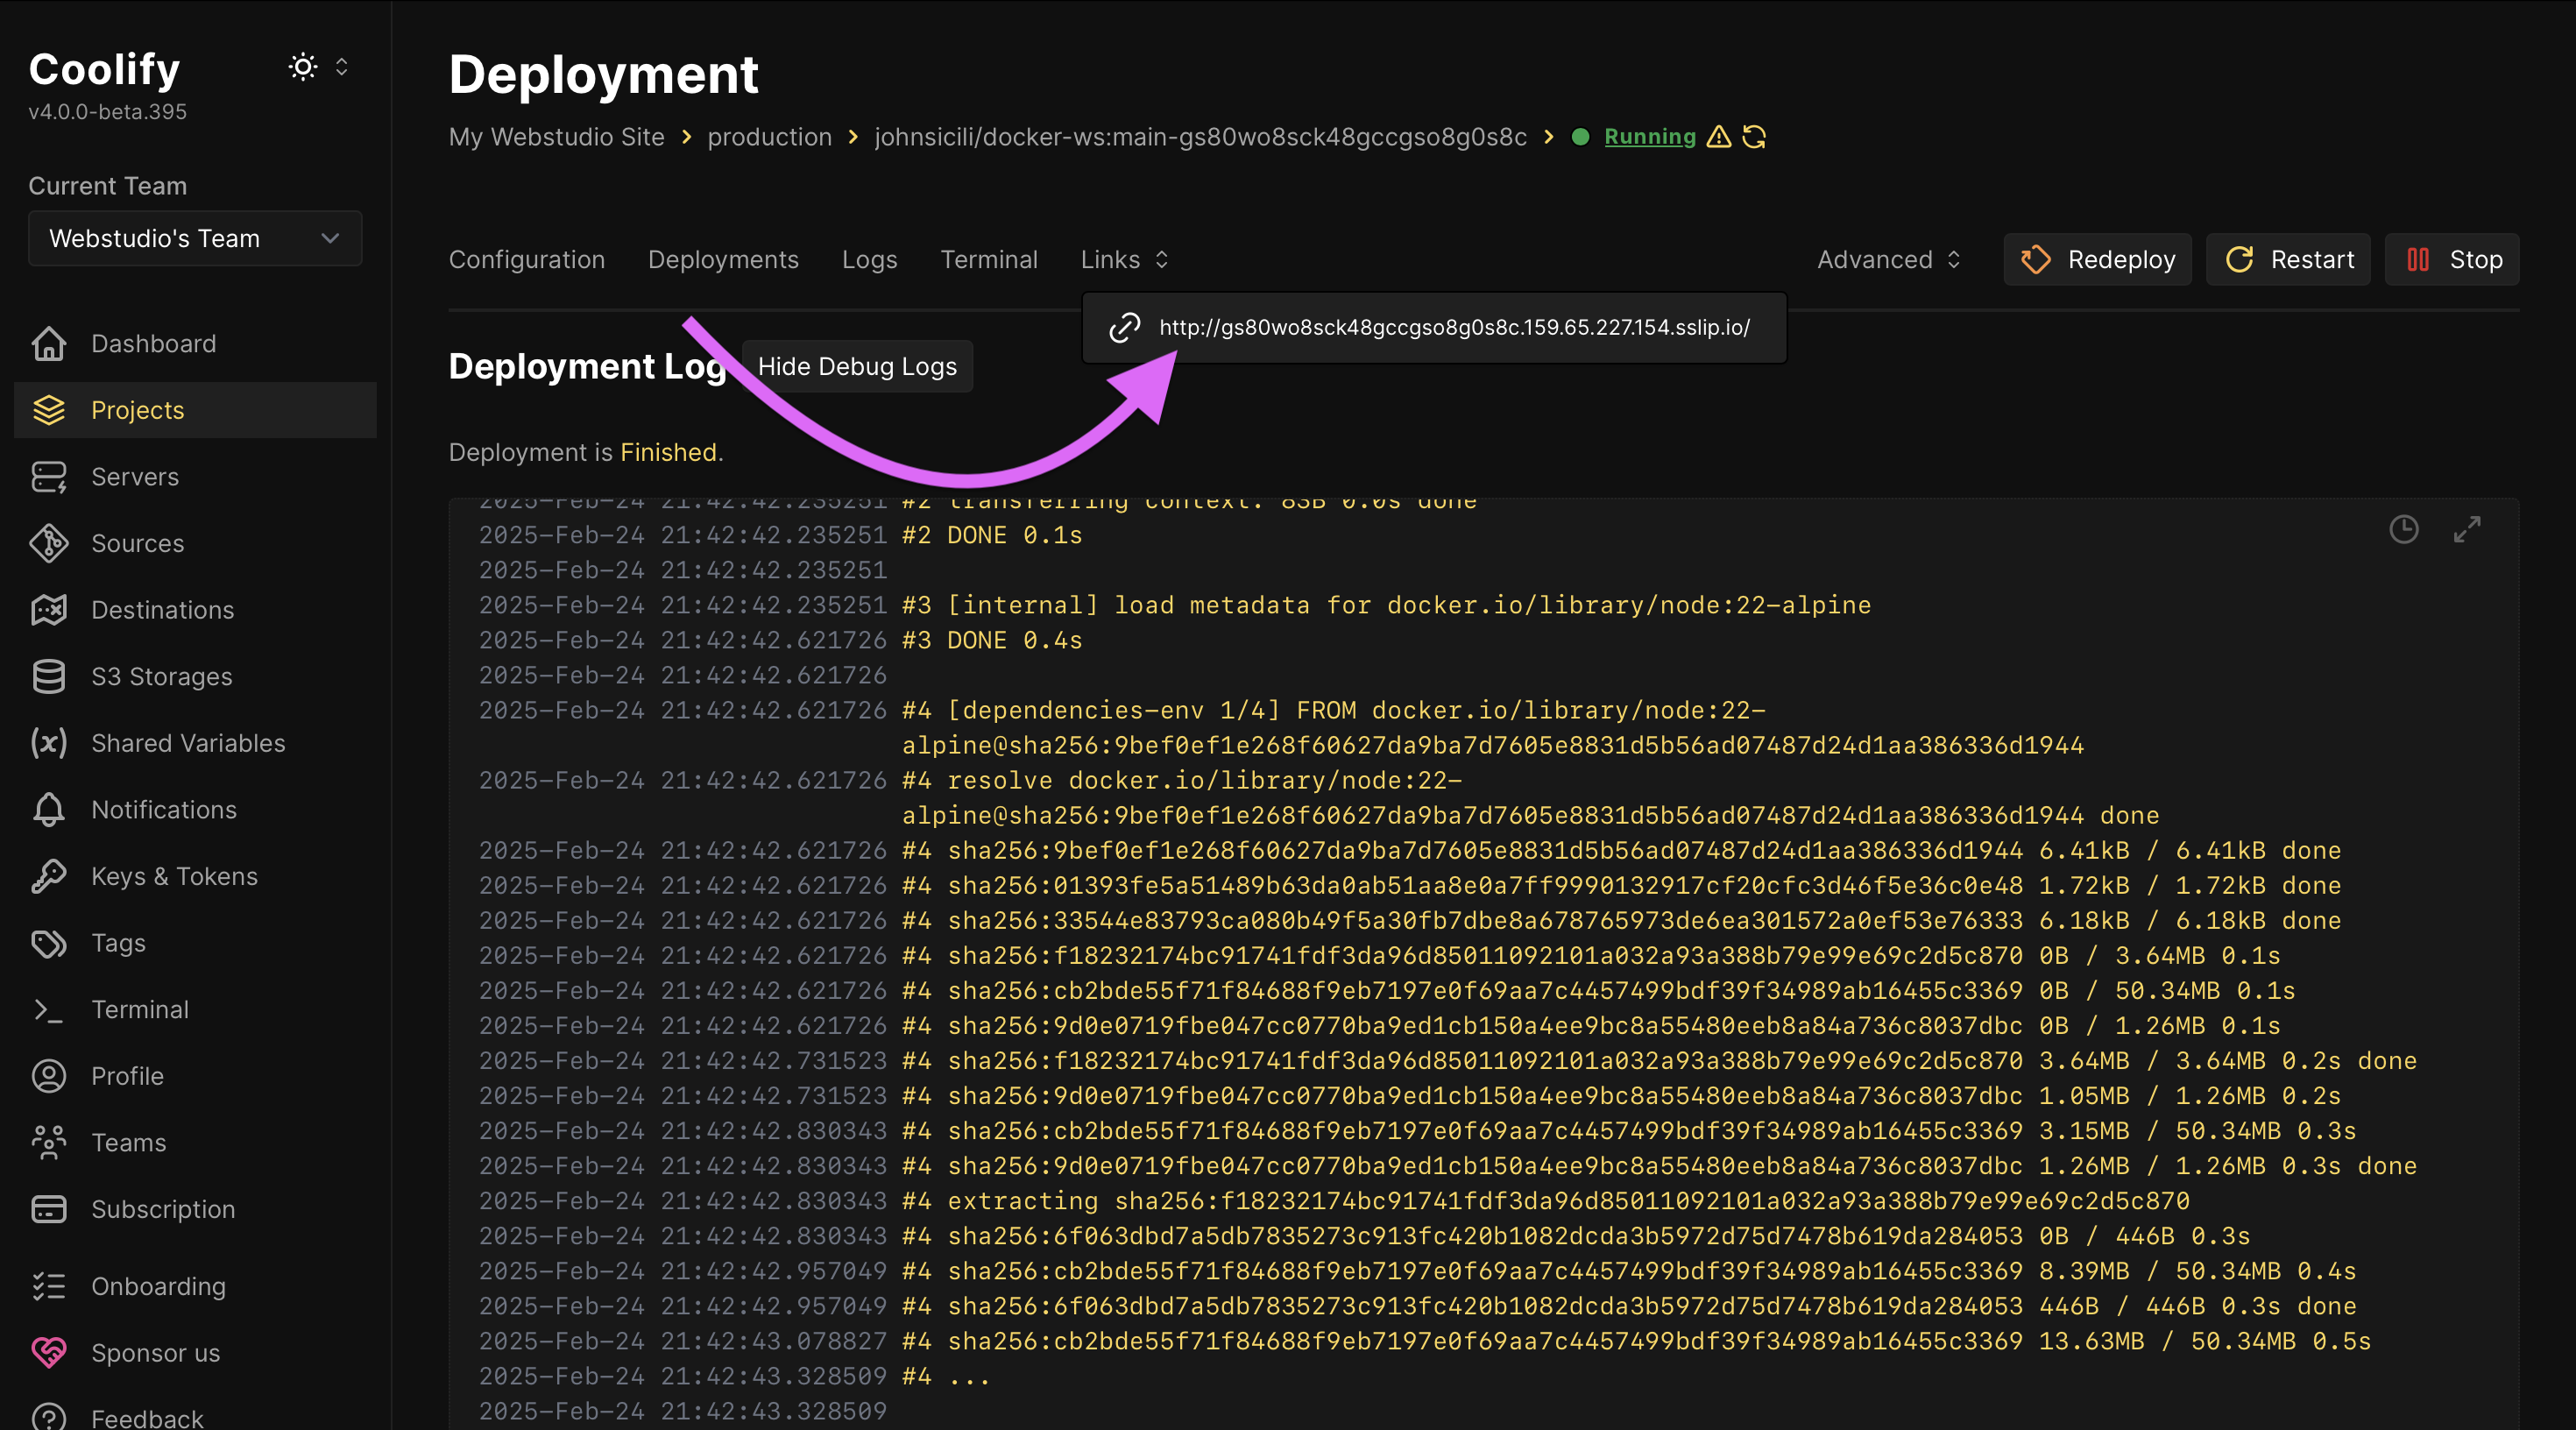 Coolify
v4.0.0-beta.395
Current Team
Webstudio's Team
Dashboard
Projects
Servers
Sources
Destinations
S3 Storages
Shared Variables
Notifications
Keys & Tokens
Tags
Terminal
Profile
Teams
Subscription
Onboarding
Sponsor us
Feedback
Deployment
My Webstudio Site > production > johnsicili/docker-ws:main-gs80wo8sck48gccgso8g0s8c > Running
Configuration Deployments Logs Terminal Links Advanced Redeploy Restart Stop
http://gs80wo8sck48gccgso8g0s8c.159.65.227.154.sslip.io/
Deployment Log Hide Debug Logs
Deployment is Finished.
2025-Feb-24 21:42:42.235251 #2 transferring context: 83B 0.0s done
2025-Feb-24 21:42:42.235251 #2 DONE 0.1s
2025-Feb-24 21:42:42.235251
2025-Feb-24 21:42:42.235251 #3 [internal] load metadata for docker.io/library/node:22-alpine
2025-Feb-24 21:42:42.621726 #3 DONE 0.4s
2025-Feb-24 21:42:42.621726
2025-Feb-24 21:42:42.621726 #4 [dependencies-env 1/4] FROM docker.io/library/node:22-
alpine@sha256:9bef0ef1e268f60627da9ba7d7605e8831d5b56ad07487d24d1aa386336d1944
2025-Feb-24 21:42:42.621726 #4 resolve docker.io/library/node:22-
alpine@sha256:9bef0ef1e268f60627da9ba7d7605e8831d5b56ad07487d24d1aa386336d1944 done
2025-Feb-24 21:42:42.621726 #4 sha256:9bef0ef1e268f60627da9ba7d7605e8831d5b56ad07487d24d1aa386336d1944 6.41kB / 6.41kB done
2025-Feb-24 21:42:42.621726 #4 sha256:01393fe5a51489b63da0ab51aa8e0a7ff9990132917cf20cfc3d46f5e36c0e48 1.72kB / 1.72kB done
2025-Feb-24 21:42:42.621726 #4 sha256:33544e83793ca080b49f5a30fb7dbe8a678765973de6ea301572a0ef53e76333 6.18kB / 6.18kB done
2025-Feb-24 21:42:42.621726 #4 sha256:f18232174bc91741fdf3da96d85011092101a032a93a388b79e99e69c2d5c870 0B / 3.64MB 0.1s
2025-Feb-24 21:42:42.621726 #4 sha256:cb2bde55f71f84688f9eb7197e0f69aa7c4457499bdf39f34989ab16455c3369 0B / 50.34MB 0.1s
2025-Feb-24 21:42:42.621726 #4 sha256:9d0e0719fbe047cc0770ba9ed1cb150a4ee9bc8a55480eeb8a84a736c8037dbc 0B / 1.26MB 0.1s
2025-Feb-24 21:42:42.731523 #4 sha256:f18232174bc91741fdf3da96d85011092101a032a93a388b79e99e69c2d5c870 3.64MB / 3.64MB 0.2s done
2025-Feb-24 21:42:42.731523 #4 sha256:9d0e0719fbe047cc0770ba9ed1cb150a4ee9bc8a55480eeb8a84a736c8037dbc 1.05MB / 1.26MB 0.2s
2025-Feb-24 21:42:42.830343 #4 sha256:cb2bde55f71f84688f9eb7197e0f69aa7c4457499bdf39f34989ab16455c3369 3.15MB / 50.34MB 0.3s
2025-Feb-24 21:42:42.830343 #4 sha256:9d0e0719fbe047cc0770ba9ed1cb150a4ee9bc8a55480eeb8a84a736c8037dbc 1.26MB / 1.26MB 0.3s done
2025-Feb-24 21:42:42.830343 #4 extracting sha256:f18232174bc91741fdf3da96d85011092101a032a93a388b79e99e69c2d5c870
2025-Feb-24 21:42:42.830343 #4 sha256:6f063dbd7a5db7835273c913fc420b1082dcda3b5972d75d7478b619da284053 0B / 446B 0.3s
2025-Feb-24 21:42:42.957049 #4 sha256:cb2bde55f71f84688f9eb7197e0f69aa7c4457499bdf39f34989ab16455c3369 8.39MB / 50.34MB 0.4s
2025-Feb-24 21:42:42.957049 #4 sha256:6f063dbd7a5db7835273c913fc420b1082dcda3b5972d75d7478b619da284053 446B / 446B 0.3s done
2025-Feb-24 21:42:43.078827 #4 sha256:cb2bde55f71f84688f9eb7197e0f69aa7c4457499bdf39f34989ab16455c3369 13.63MB / 50.34MB 0.5s
2025-Feb-24 21:42:43.328509 #4 ...
2025-Feb-24 21:42:43.328509